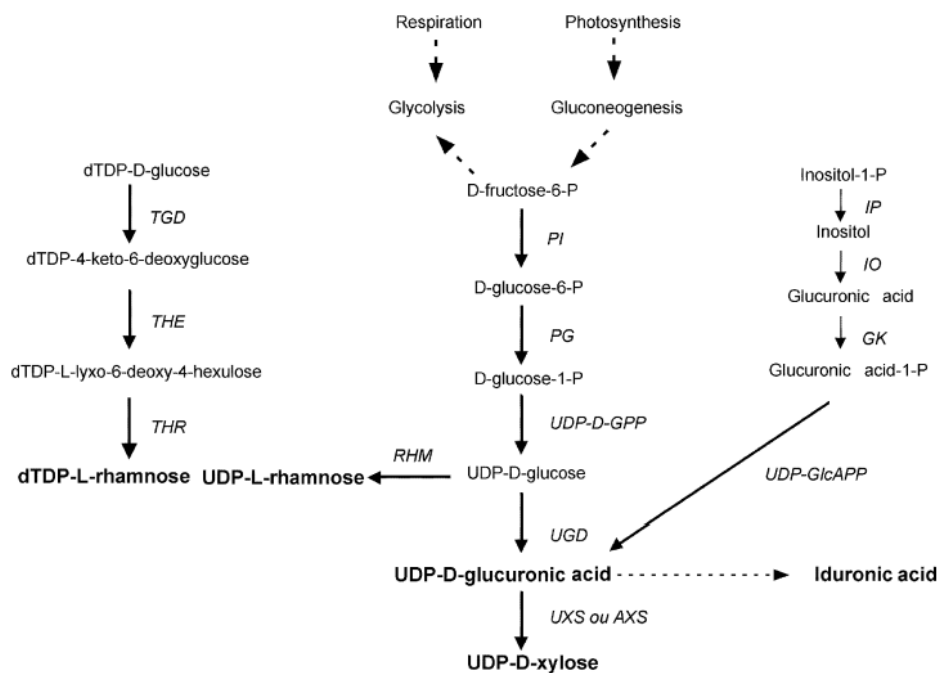 Respiration
Photosynthesis
Glycolysis
Gluconeogenesis
dTDP-D-glucose
TGD
dTDP-4-keto-6-deoxyglucose
THE
dTDP-L-lyxo-6-deoxy-4-hexulose
THR
dTDP-L-rhamnose
UDP-L-rhamnose
RHM
D-fructose-6-P
PI
D-glucose-6-P
PG
D-glucose-1-P
UDP-D-GPP
UDP-D-glucose
UGD
UDP-D-glucuronic acid
UXS ou AXS
UDP-D-xylose
Inositol-1-P
IP
Inositol
IO
Glucuronic acid
GK
Glucuronic acid-1-P
UDP-GlcAPP
Iduronic acid